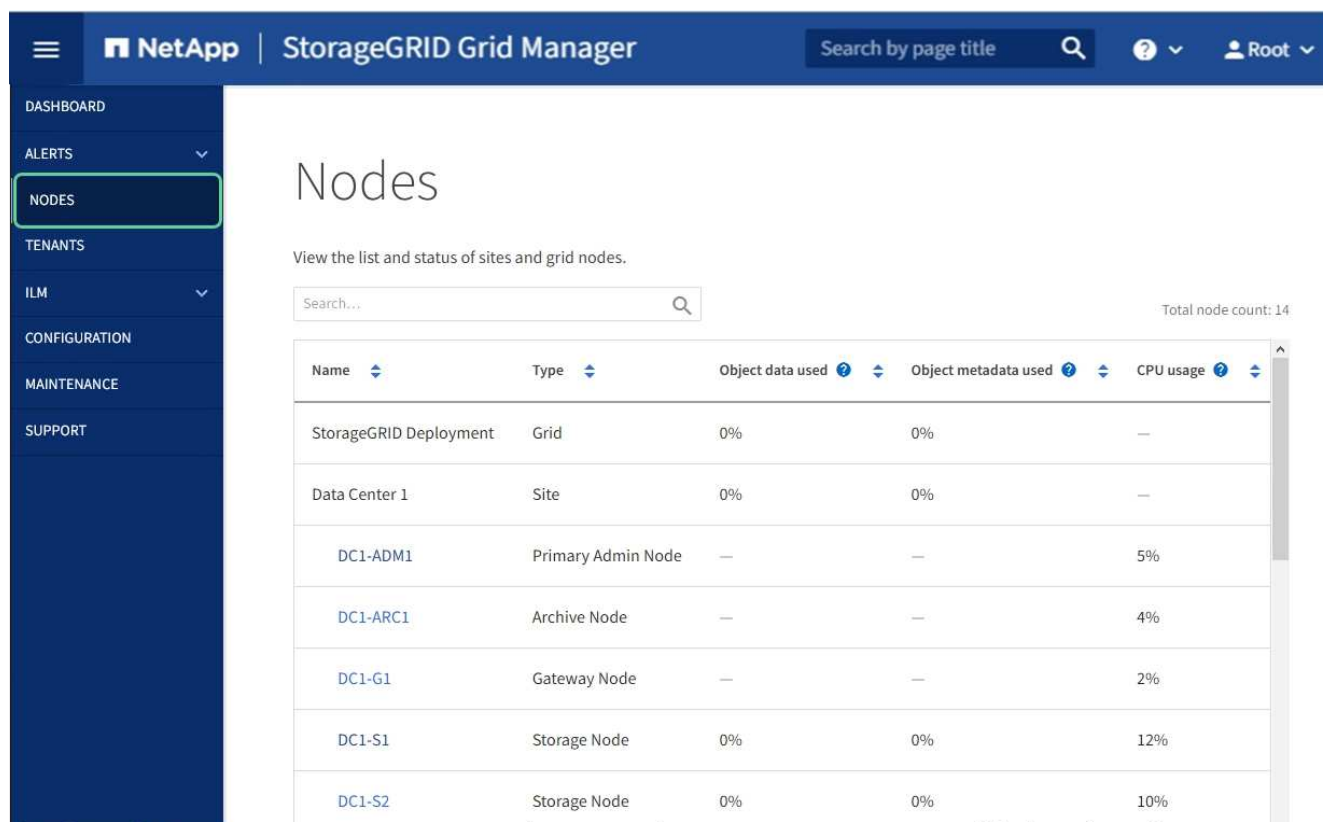 NetApp | StorageGRID Grid Manager Search by page title ? Root
DASHBOARD
ALERTS
NODES
TENANTS
ILM
CONFIGURATION
MAINTENANCE
SUPPORT
Nodes
View the list and status of sites and grid nodes.
Search...
Total node count: 14
Name Type Object data used ? Object metadata used ? CPU usage ?
StorageGRID Deployment Grid 0% 0% —
Data Center 1 Site 0% 0% —
DC1-ADM1 Primary Admin Node — — 5%
DC1-ARC1 Archive Node — — 4%
DC1-G1 Gateway Node — — 2%
DC1-S1 Storage Node 0% 0% 12%
DC1-S2 Storage Node 0% 0% 10%